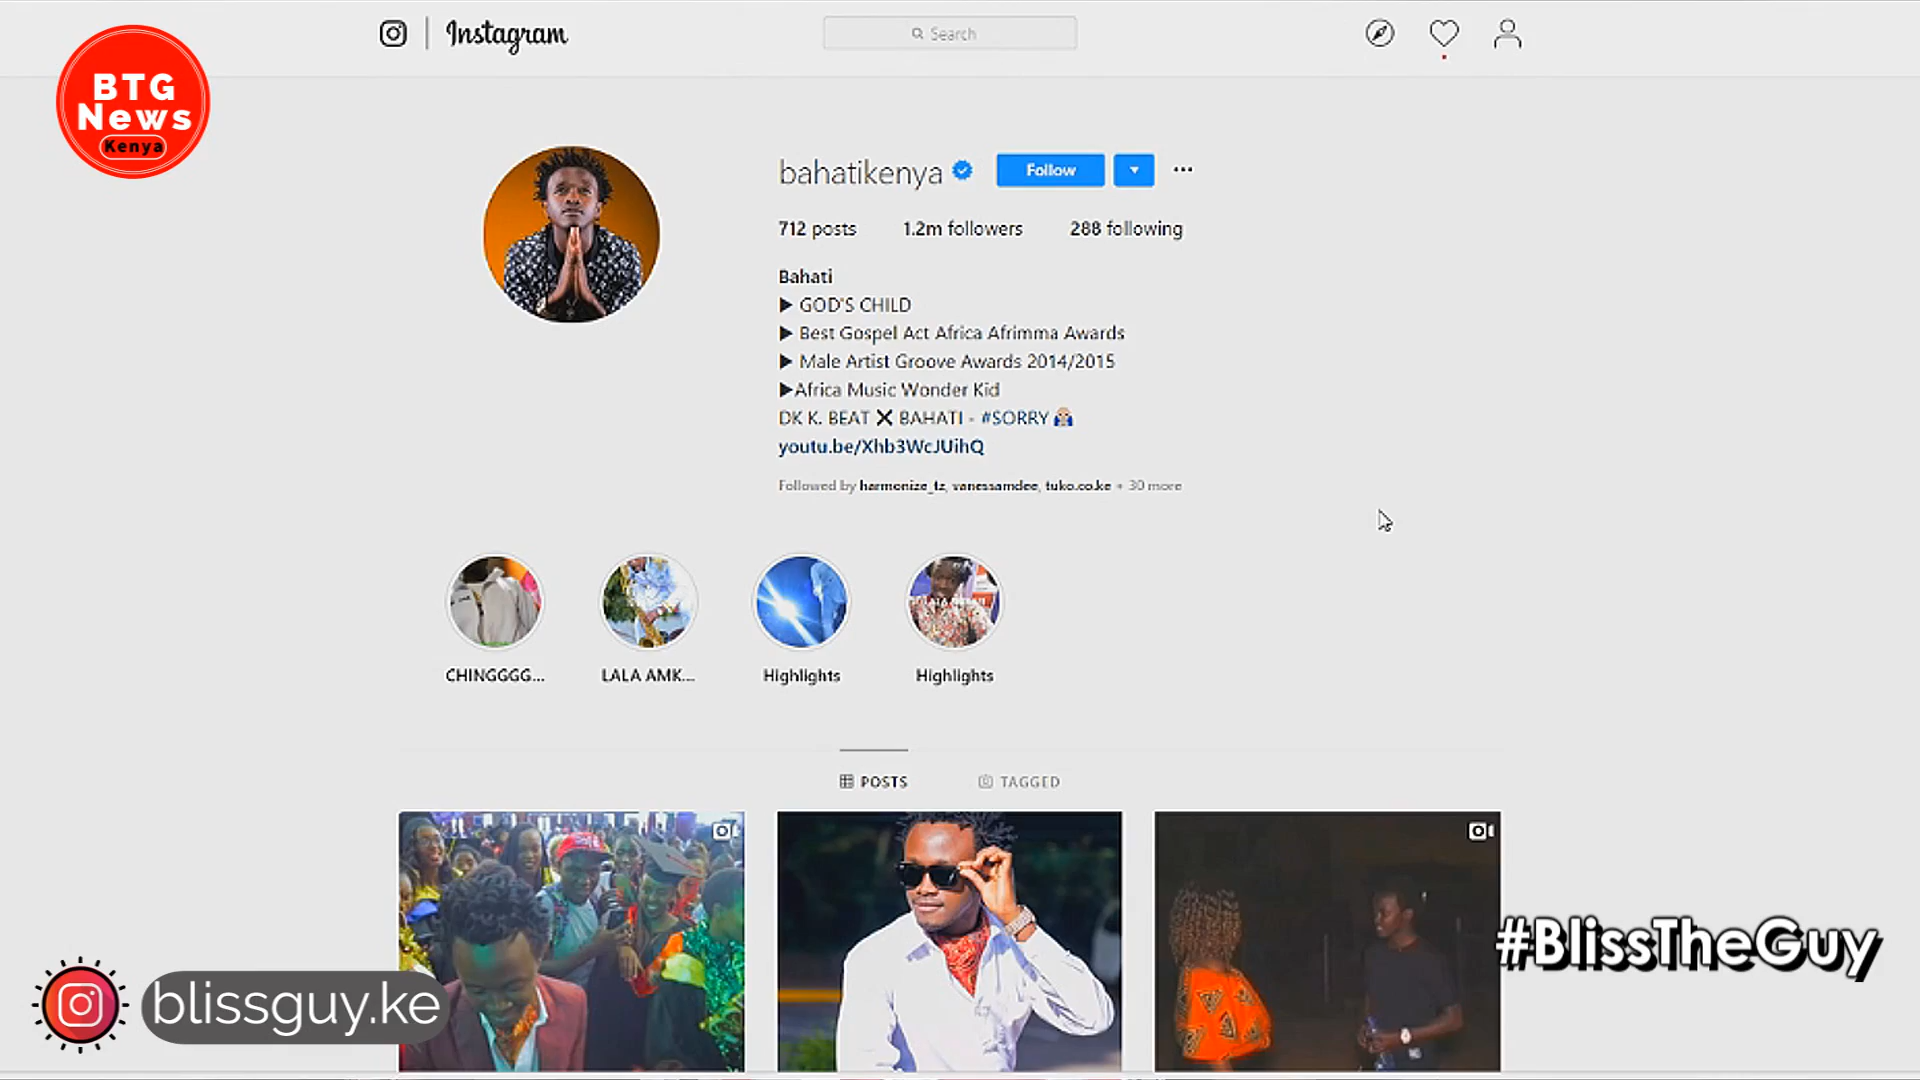 BTG
News
Kenya
Instagram
Search
bahatikenya
Follow
712 posts
1.2m followers
288 following
Bahati
▶ GOD'S CHILD
▶ Best Gospel Act Africa Afrimma Awards
▶ Male Artist Groove Awards 2014/2015
▶Africa Music Wonder Kid
DK K. BEAT ❌ BAHATI - #SORRY
youtu.be/Xhb3WcJUihQ
Followed by harmonize_tz, vanessamdee, tuko.co.ke + 30 more
CHINGGGG...
LALA AMK...
Highlights
Highlights
POSTS
TAGGED
#BlissTheGuy
blissguy.ke